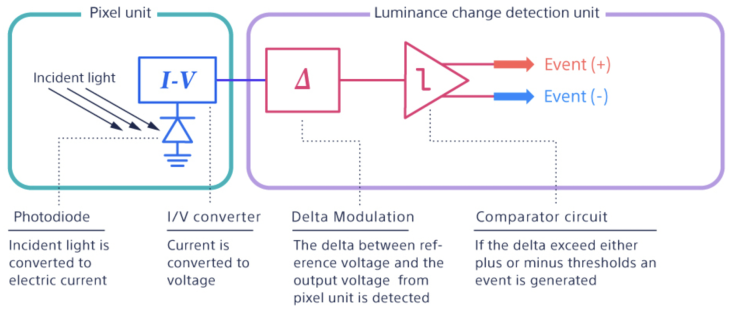 Pixel unit
Luminance change detection unit
Incident light
I-V
Δ
Event (+)
Event (-)
Photodiode
Incident light is
converted to
electric current
I/V converter
Current is
converted to
voltage
Delta Modulation
The delta between ref-
erence voltage and the
output voltage from
pixel unit is detected
Comparator circuit
If the delta exceed either
plus or minus thresholds an
event is generated